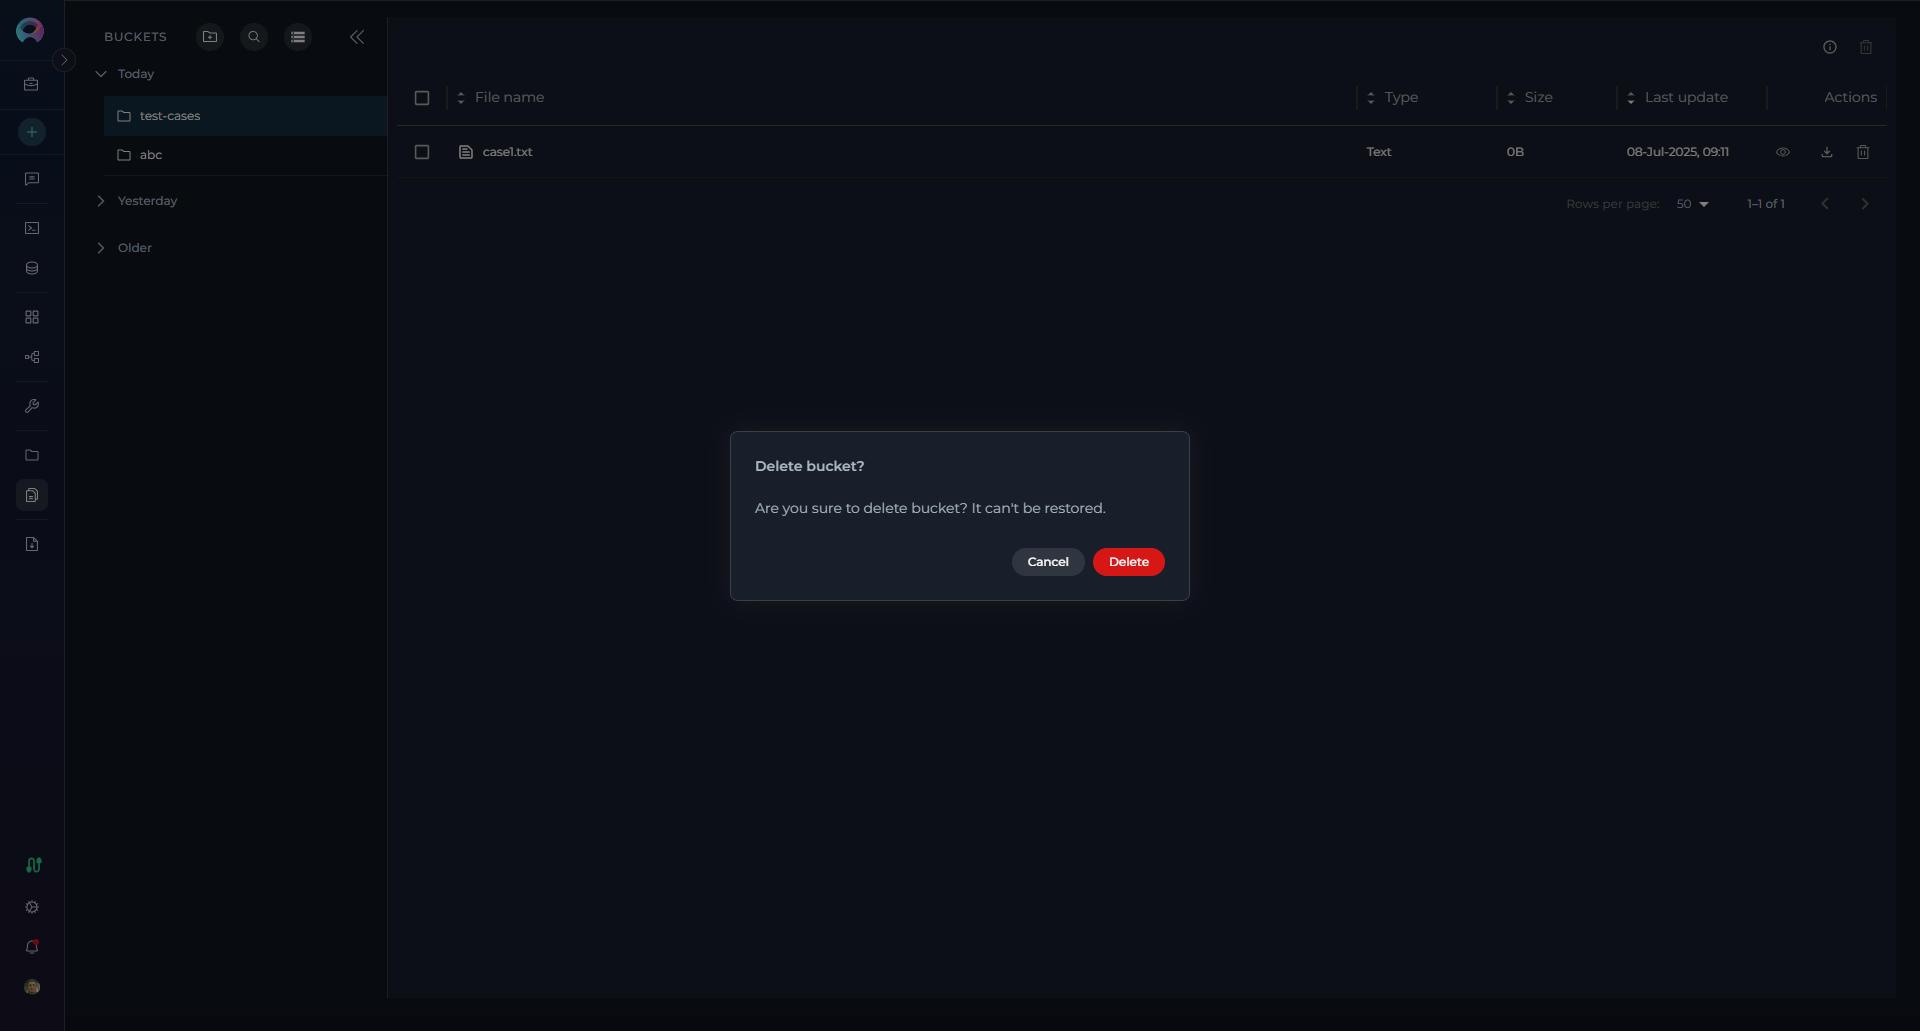 BUCKETS
Today
test-cases
abc
Yesterday
Older
File name Type Size Last update Actions
case1.txt Text 0B 08-Jul-2025, 09:11
Rows per page: 50 1–1 of 1
Delete bucket?
Are you sure to delete bucket? It can't be restored.
Cancel Delete